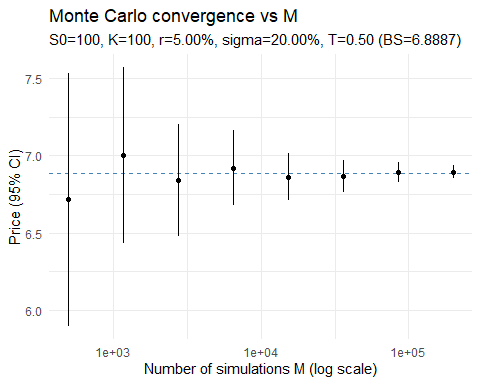 Monte Carlo convergence vs M
S0=100, K=100, r=5.00%, sigma=20.00%, T=0.50 (BS=6.8887)
Price (95% CI)
7.5
7.0
6.5
6.0
1e+03
1e+04
1e+05
Number of simulations M (log scale)